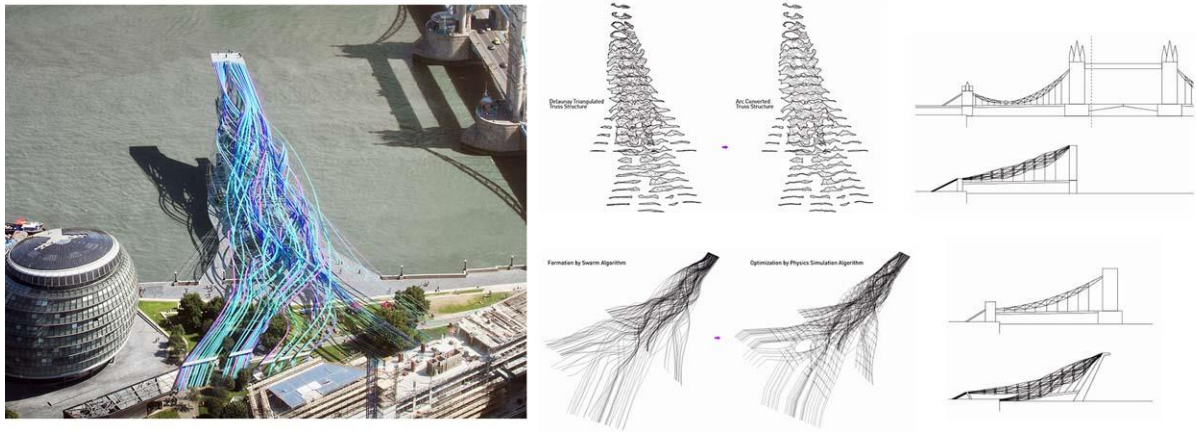 Delaunay Triangulated
Truss Structure
Arc Converted
Truss Structure
Formation by Swarm Algorithm
Optimization by Physics Simulation Algorithm